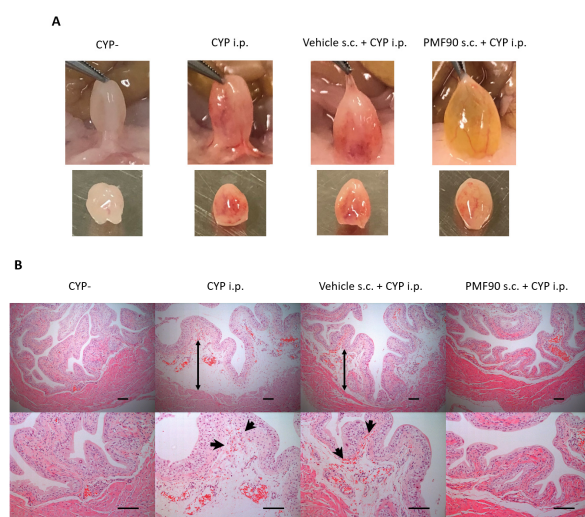 A
CYP-
CYP i.p.
Vehicle s.c. + CYP i.p.
PMF90 s.c. + CYP i.p.
B
CYP-
CYP i.p.
Vehicle s.c. + CYP i.p.
PMF90 s.c. + CYP i.p.